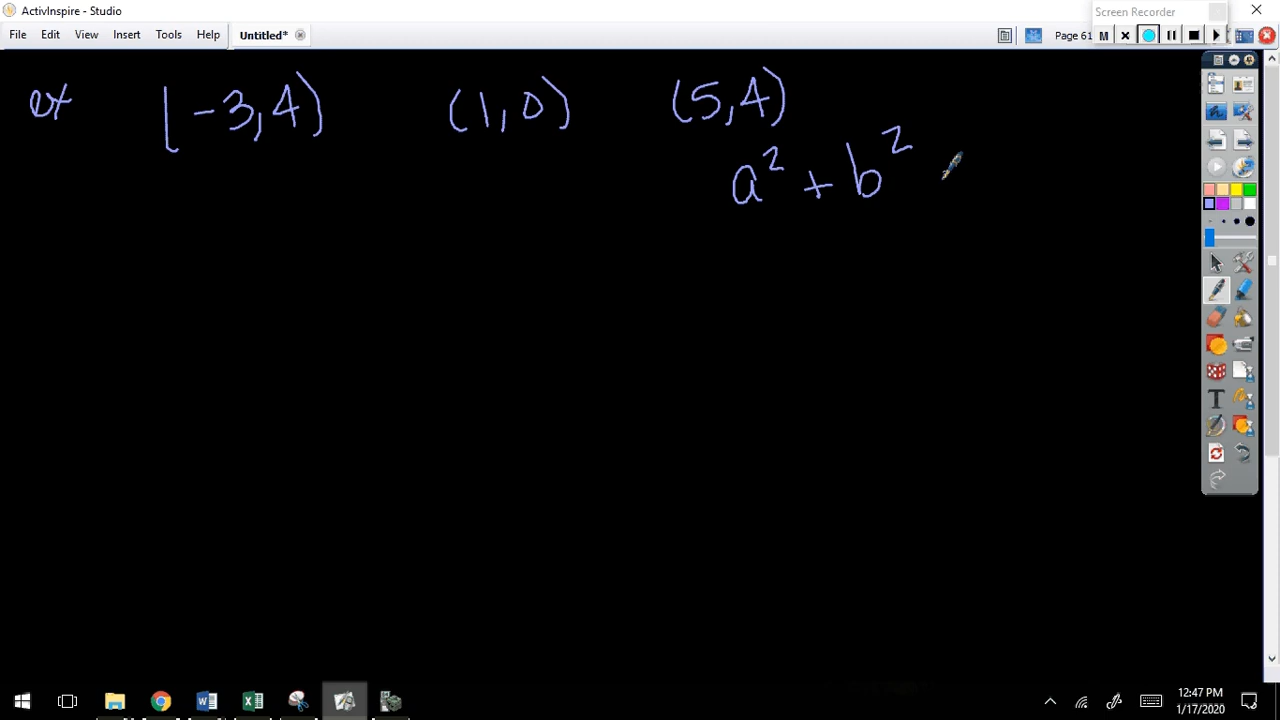 ActivInspire - Studio
Screen Recorder
File Edit View Insert Tools Help Untitled* Page 61
M
ex [-3,4) (1,0) (5,4)
a² + b²
T
12:47 PM
1/17/2020